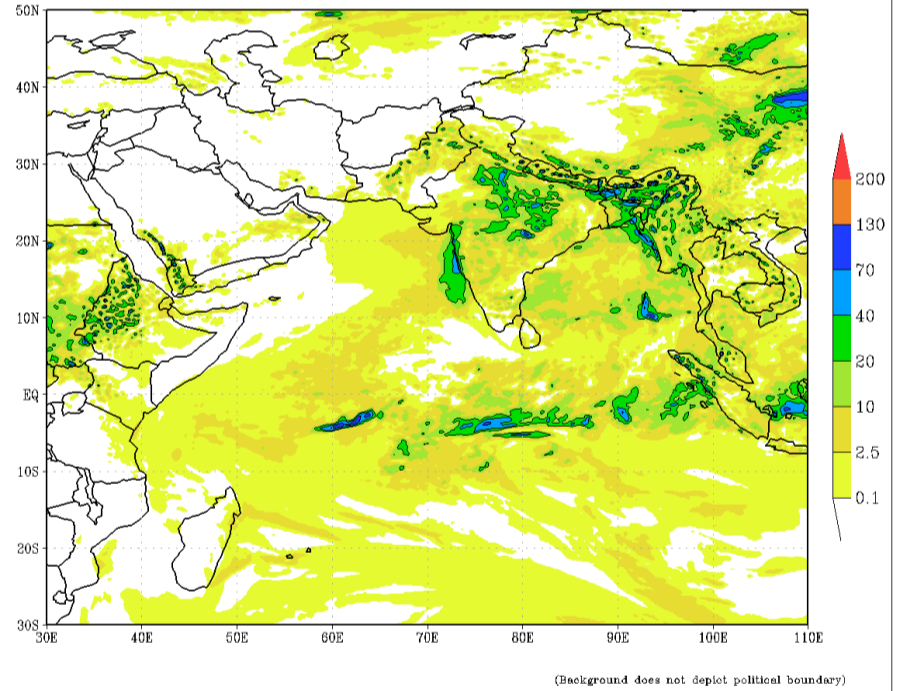 50N
40N
30N
20N
10N
EQ
10S
20S
30S
30E 40E 50E 60E 70E 80E 90E 100E 110E
200
130
70
40
20
10
2.5
0.1
(Background does not depict political boundary)